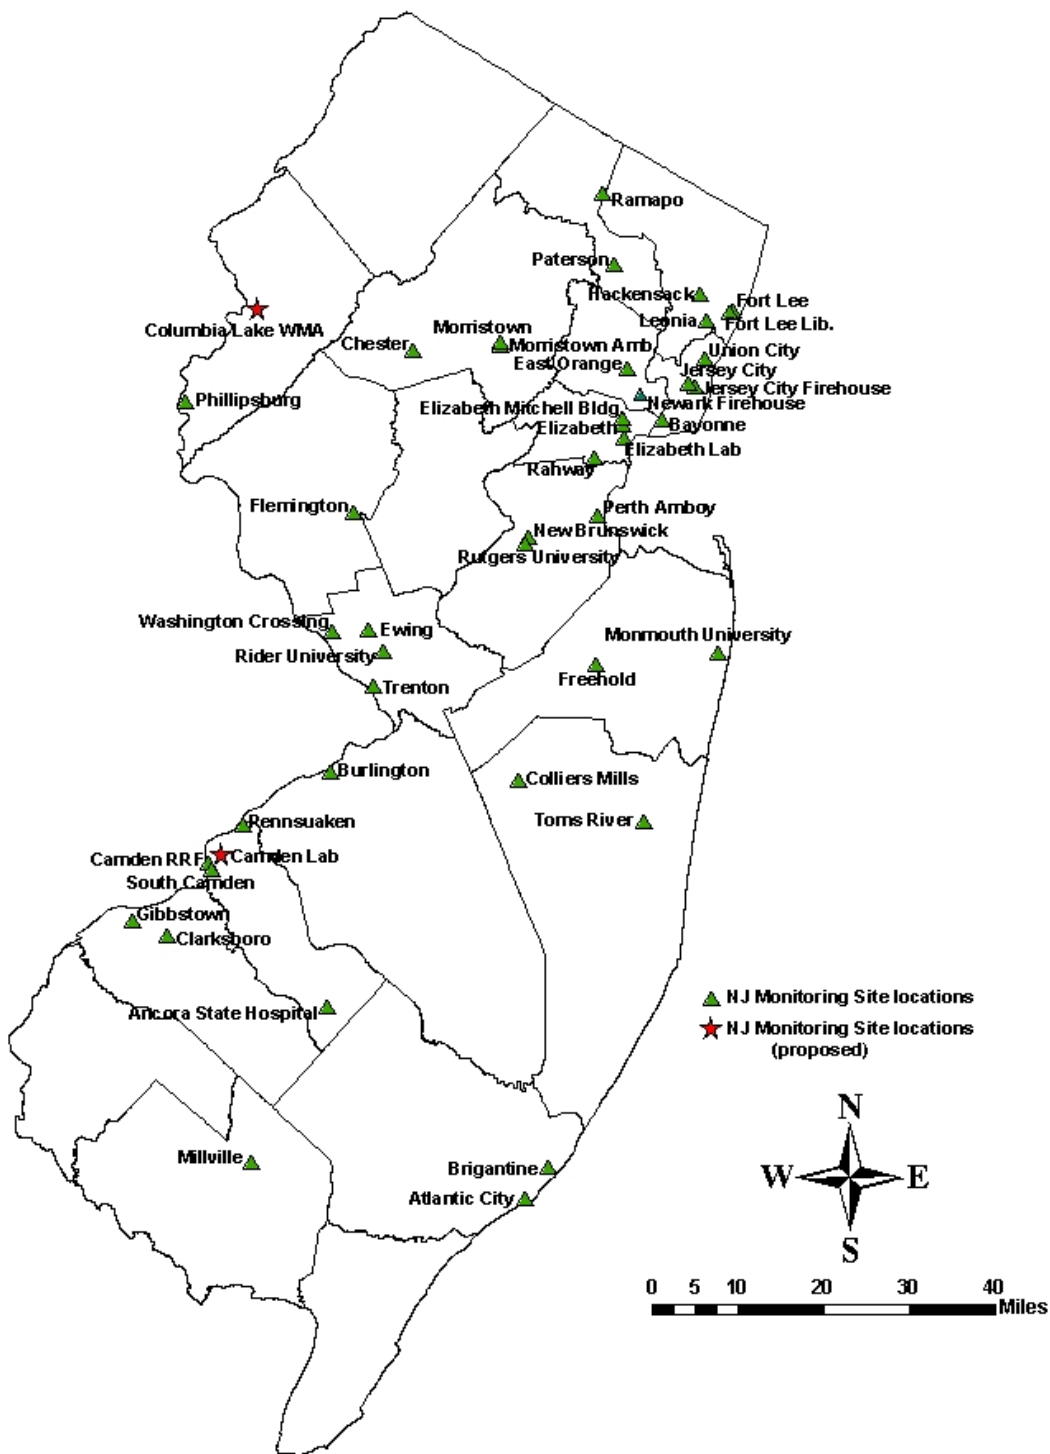 Ramapo
Paterson
Hackensack
Fort Lee
Leonia
Fort Lee Lib.
Columbia Lake WMA
Morristown
Chester
Morristown Amb.
East Orange
Union City
Jersey City
Jersey City Firehouse
Phillipsburg
Newark Firehouse
Elizabeth Mitchell Bldg.
Elizabeth
Bayonne
Elizabeth Lab
Rahway
Flemington
Perth Amboy
New Brunswick
Rutgers University
Washington Crossing
Ewing
Monmouth University
Rider University
Freehold
Trenton
Burlington
Colliers Mills
Toms River
Pennsuaken
Camden RRF
Camden Lab
South Camden
Gibbstown
Clarksboro
Ancora State Hospital
NJ Monitoring Site locations
NJ Monitoring Site locations
(proposed)
Millville
Brigantine
Atlantic City
N
W E
S
0 5 10 20 30 40
Miles